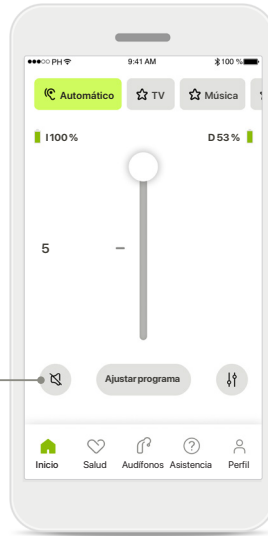 PH 9:41 AM 100 %
Automático TV Música
I 100 % D 53 %
5
Ajustar programa
Inicio Salud Audífonos Asistencia Perfil